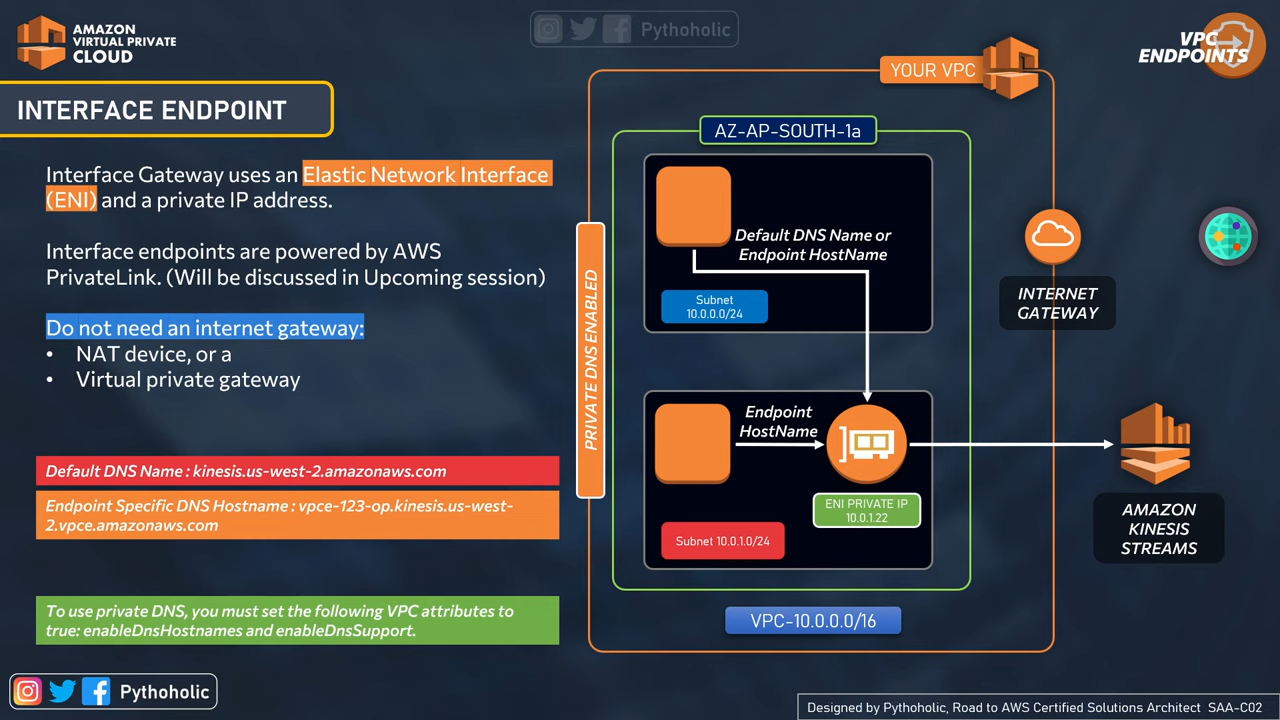 AMAZON
VIRTUAL PRIVATE
CLOUD
Pythoholic
VPC
ENDPOINTS
INTERFACE ENDPOINT
Interface Gateway uses an Elastic Network Interface
(ENI) and a private IP address.
Interface endpoints are powered by AWS
PrivateLink. (Will be discussed in Upcoming session)
Do not need an internet gateway:
• NAT device, or a
• Virtual private gateway
Default DNS Name : kinesis.us-west-2.amazonaws.com
Endpoint Specific DNS Hostname : vpce-123-op.kinesis.us-west-
2.vpce.amazonaws.com
To use private DNS, you must set the following VPC attributes to
true: enableDnsHostnames and enableDnsSupport.
YOUR VPC
AZ-AP-SOUTH-1a
Default DNS Name or
Endpoint HostName
Subnet
10.0.0.0/24
PRIVATE DNS ENABLED
Endpoint
HostName
ENI PRIVATE IP
10.0.1.22
Subnet 10.0.1.0/24
VPC-10.0.0.0/16
INTERNET
GATEWAY
AMAZON
KINESIS
STREAMS
Pythoholic
Designed by Pythoholic, Road to AWS Certified Solutions Architect SAA-C02